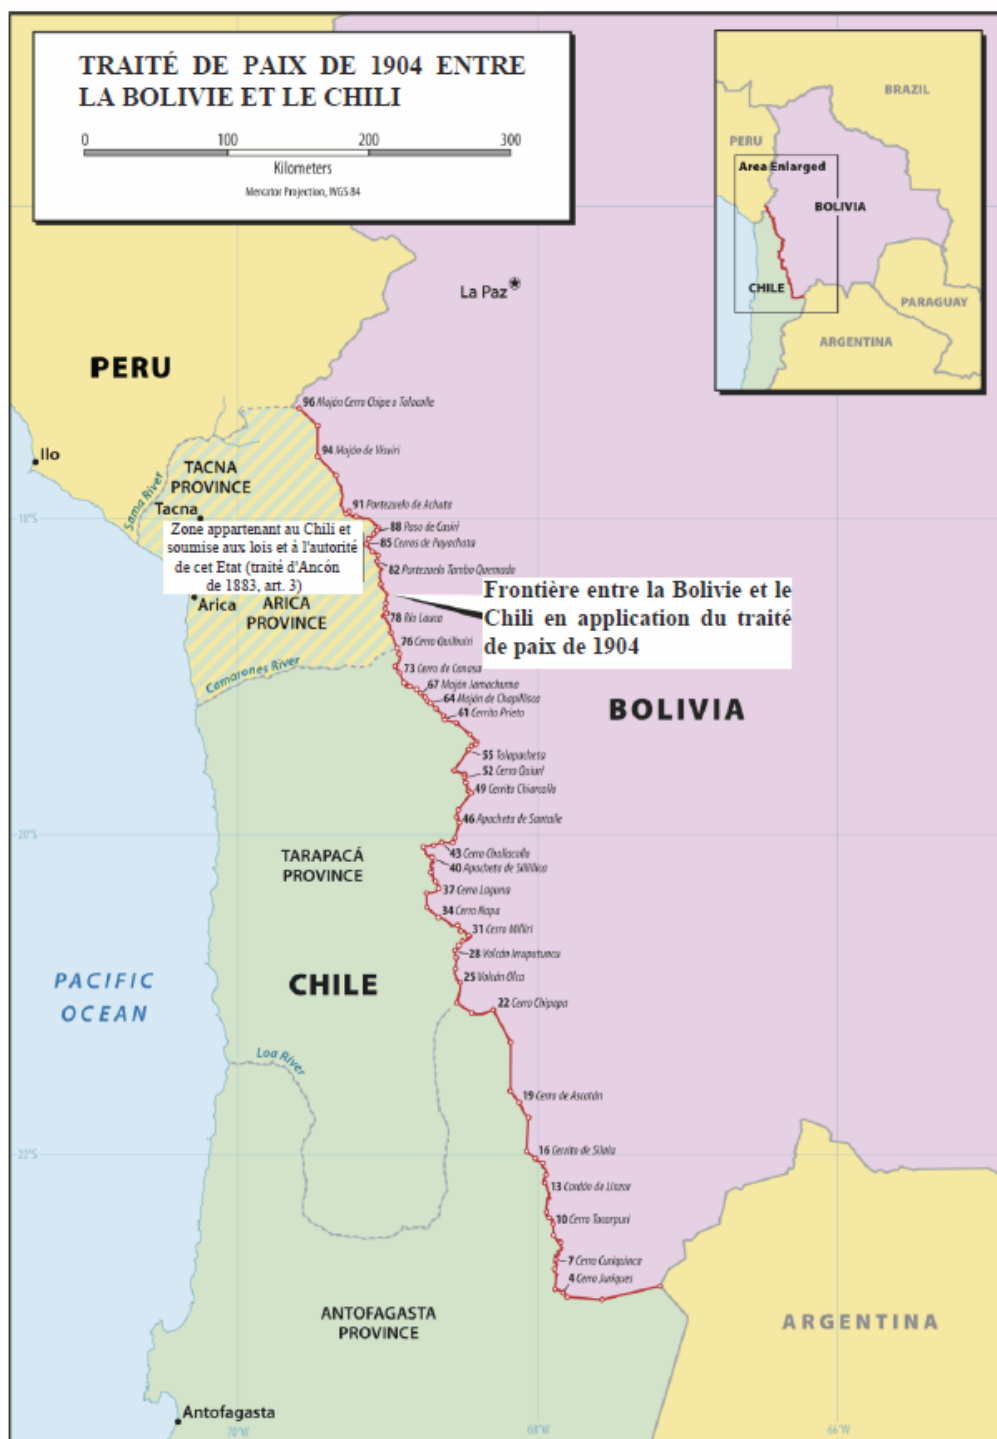 TRAITÉ DE PAIX DE 1904 ENTRE
LA BOLIVIE ET LE CHILI
0 100 200 300
Kilometers
Mercator Projection, WGS 84
BRAZIL
PERU
Area Enlarged
BOLIVIA
CHILE
PARAGUAY
ARGENTINA
La Paz
PERU
96 Mojón Cerro Chipe o Tolacolle
Ilo
94 Mojón de Visviri
TACNA
PROVINCE
Sama River
Tacna
91 Portezuelo de Achuta
18°S
88 Paso de Casiri
Zone appartenant au Chili et
soumise aux lois et à l'autorité
de cet Etat (traité d'Ancón
de 1883, art. 3)
85 Cerros de Payachata
82 Portezuelo Tambo Quemado
Frontière entre la Bolivie et le
Chili en application du traité
de paix de 1904
Arica
ARICA
PROVINCE
78 Río Lauca
76 Cerro Quilhuiri
Camarones River
73 Cerro de Carasa
67 Mojón Jamachuma
64 Mojón de Chapillicsa
61 Cerrito Prieto
BOLIVIA
55 Tolapacheta
52 Cerro Quiuri
49 Cerrito Chiarcollo
46 Apacheta de Sontalle
20°S
43 Cerro Challacollo
40 Apacheta de Sillillica
TARAPACÁ
PROVINCE
37 Cerro Laguna
34 Cerro Napa
31 Cerro Milliri
28 Volcán Irruputuncu
PACIFIC
OCEAN
CHILE
25 Volcán Olca
22 Cerro Chipapa
Loa River
19 Cerro de Ascotán
22°S
16 Cerrito de Silala
13 Cordón de Linzor
10 Cerro Tocorpuri
7 Cerro Curiquinca
4 Cerro Juriques
ANTOFAGASTA
PROVINCE
ARGENTINA
Antofagasta
70°W
68°W
66°W